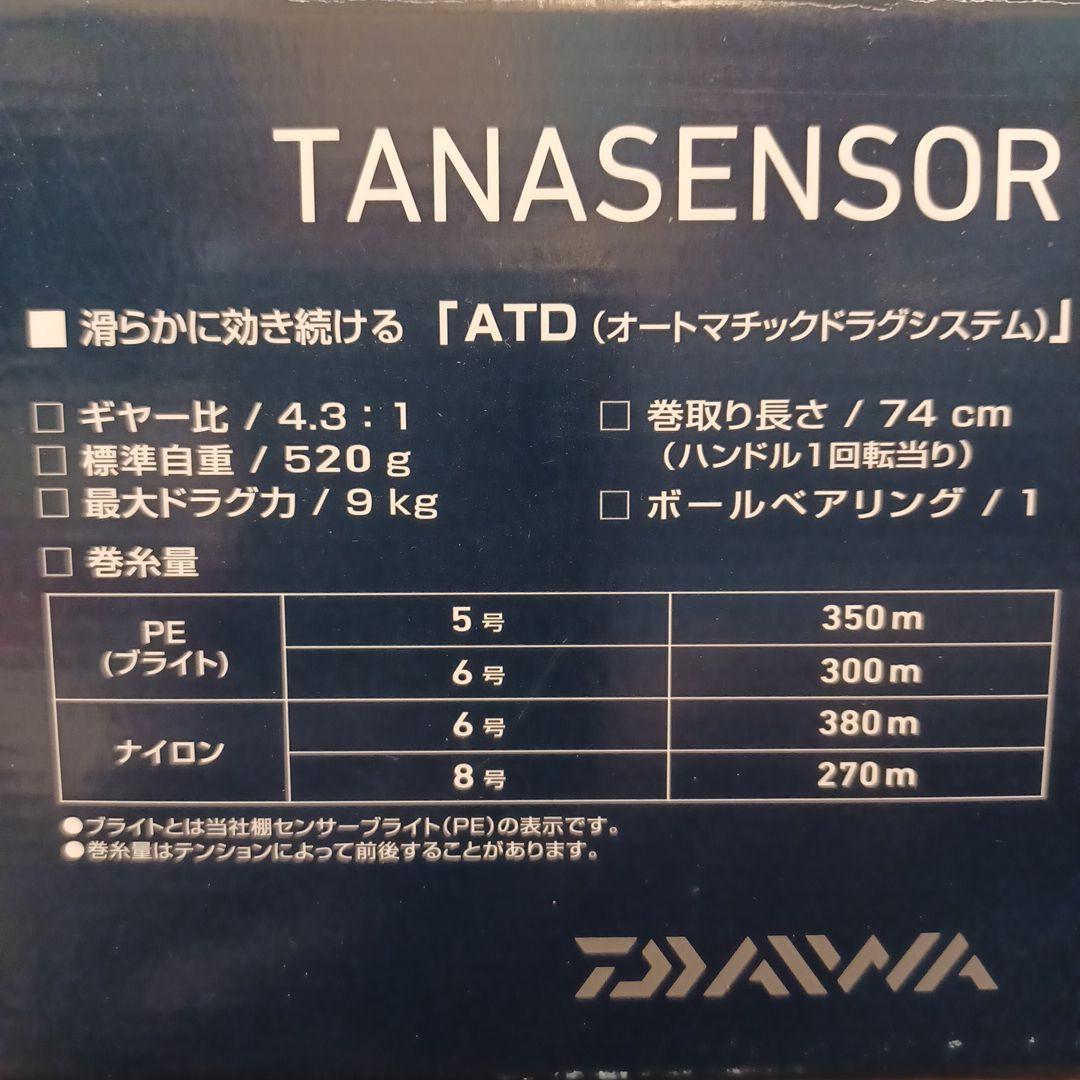 TANASENSOR
■ 滑らかに効き続ける「ATD(オートマチックドラグシステム)」
□ ギヤー比 / 4.3：1
□ 標準自重 / 520 g
□ 最大ドラグ力 / 9 kg
□ 巻取り長さ / 74 cm
(ハンドル1回転当り)
□ ボールベアリング / 1
□ 巻糸量
PE
(ブライト)
5号 350m
6号 300m
ナイロン
6号 380m
8号 270m
●ブライトとは当社棚センサーブライト(PE)の表示です。
●巻糸量はテンションによって前後することがあります。
DAIWA